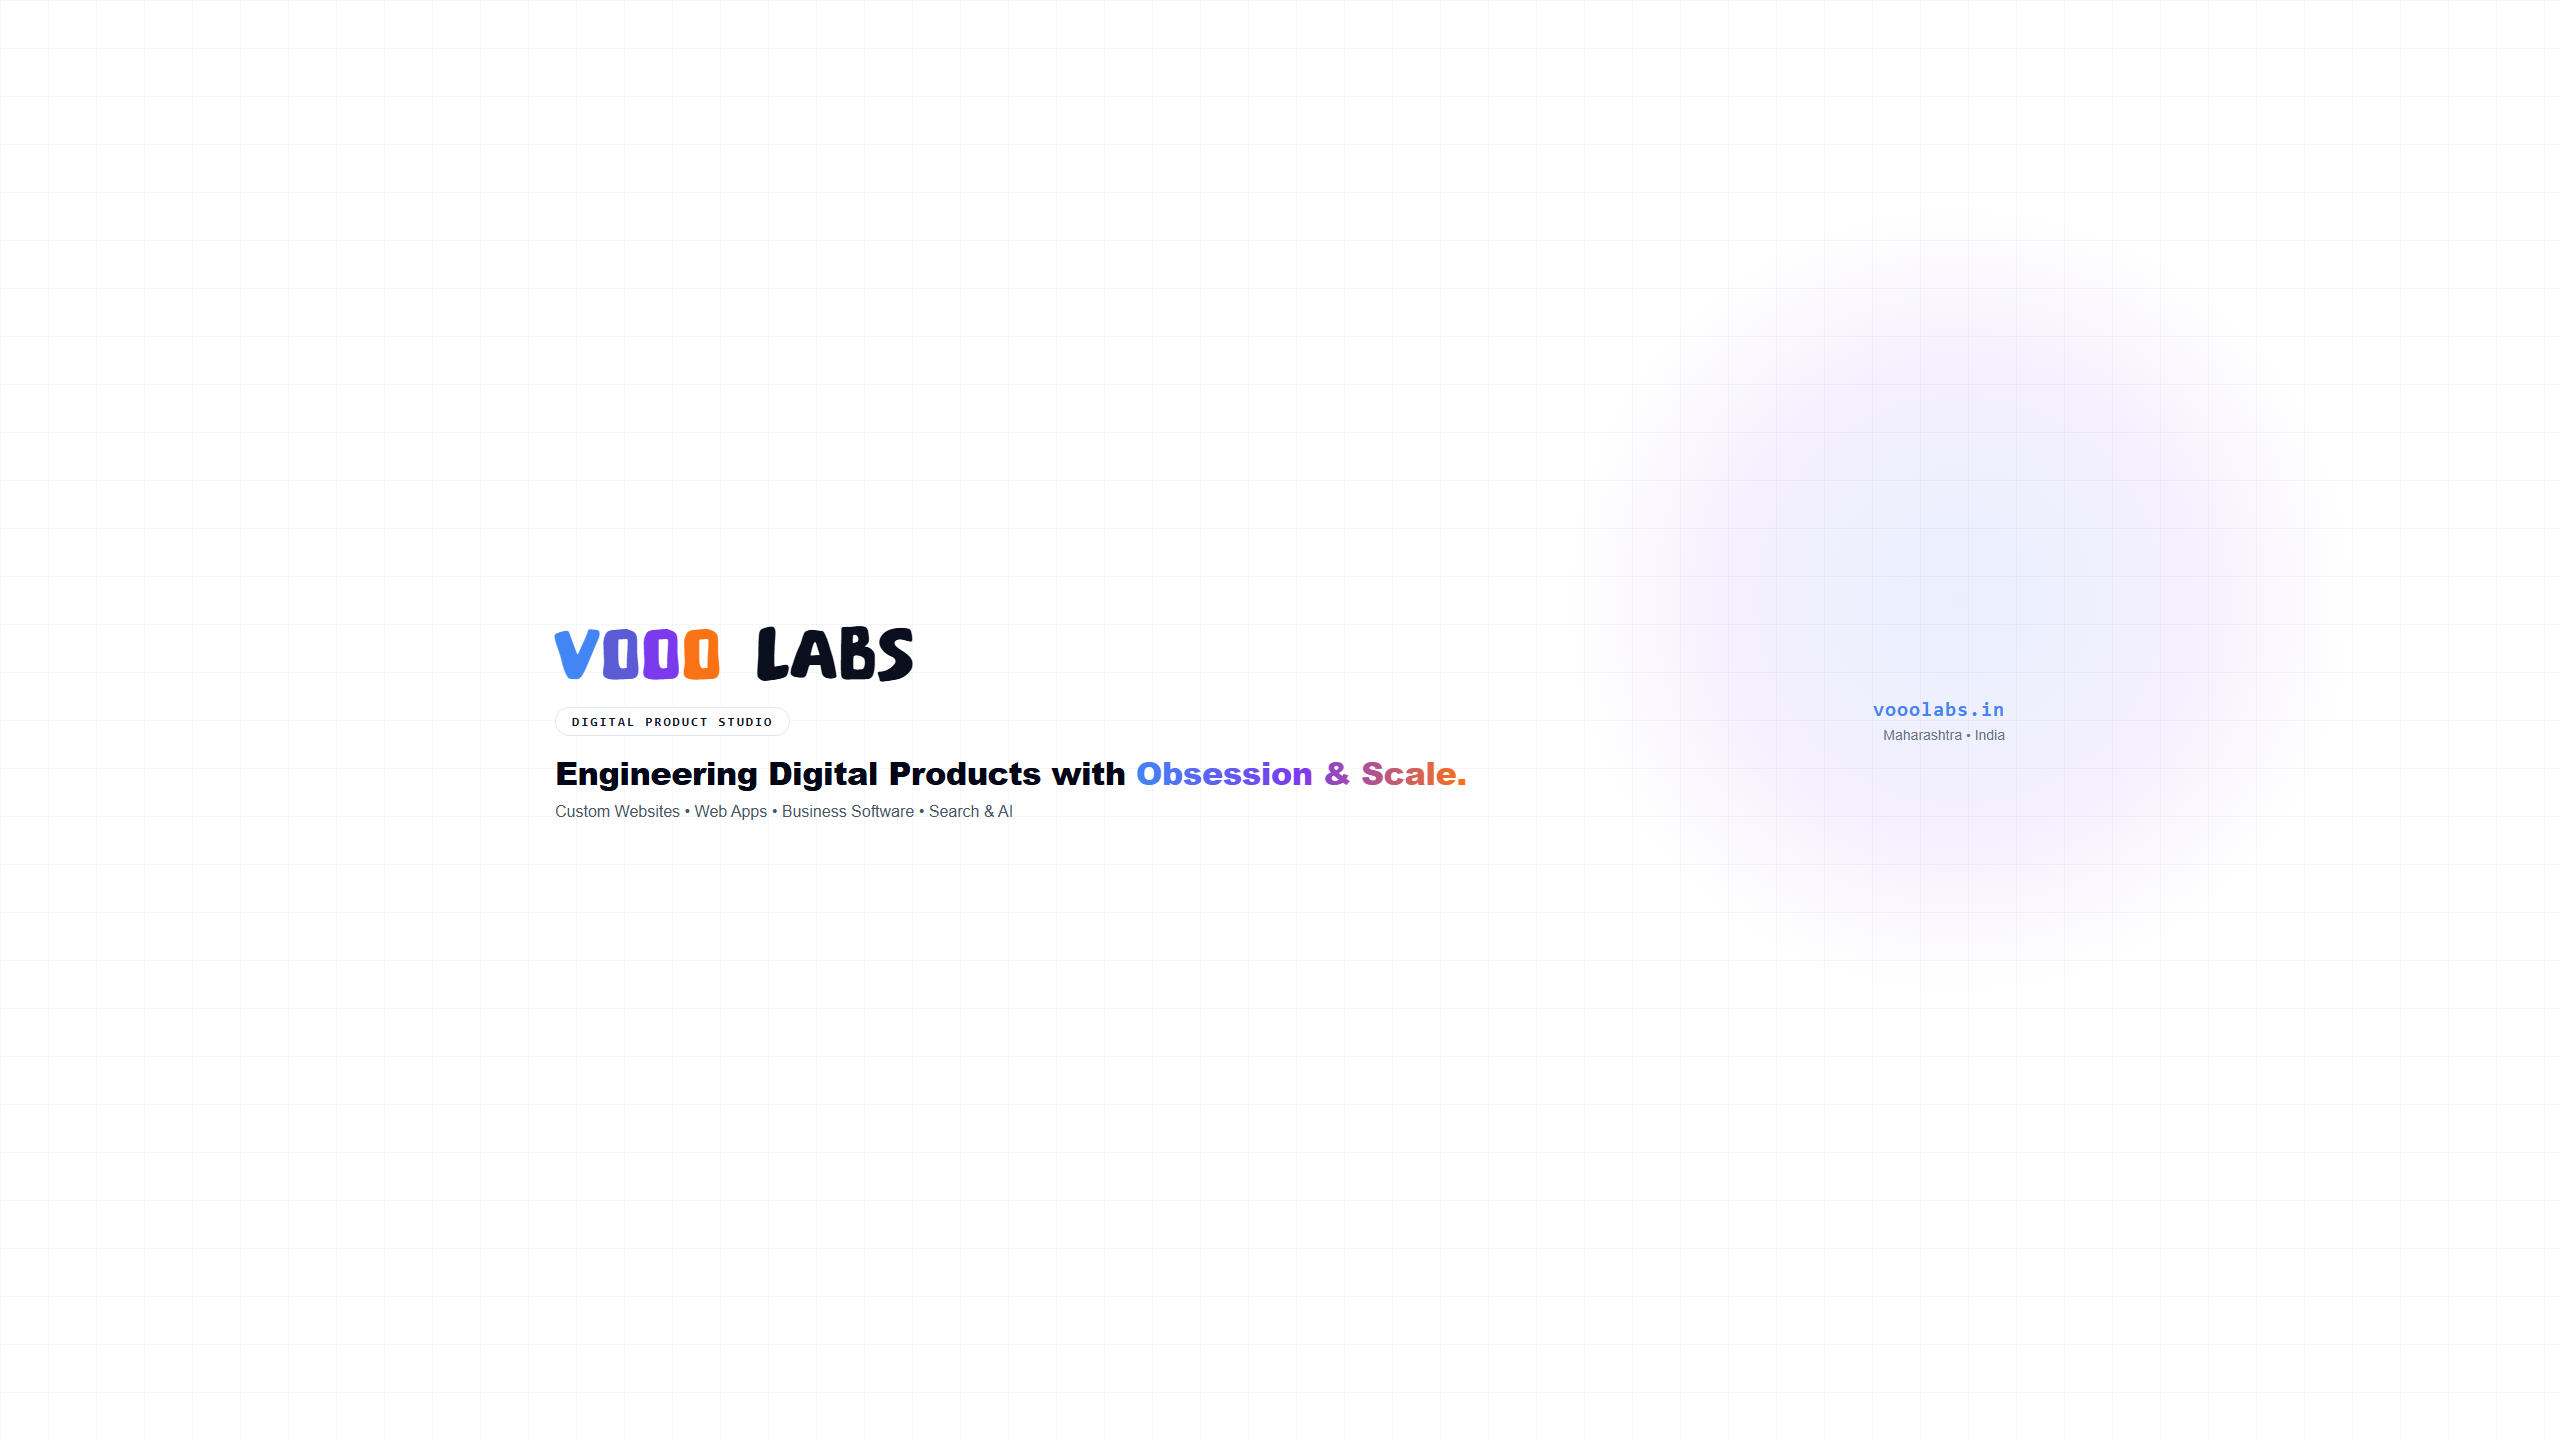 VOOO LABS
DIGITAL PRODUCT STUDIO
Engineering Digital Products with Obsession & Scale.
Custom Websites • Web Apps • Business Software • Search & AI
vooolabs.in
Maharashtra • India